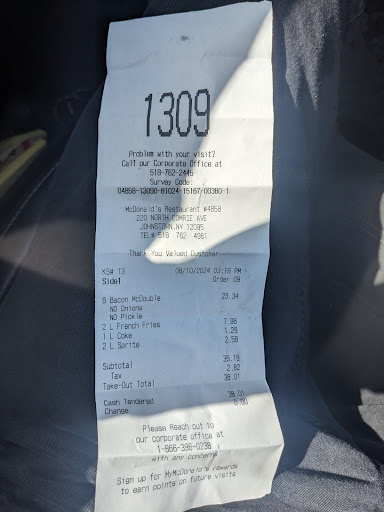 1309
Problem with your visit?
Call our Corporate Office at
518-762-2445
Survey Code:
04858-13090-81024-15167-00380-1
McDonald's Restaurant #4858
220 NORTH COMRIE AVE
JOHNSTOWN,NY 12095
TEL# 518 762 4961
Thank You Valued Customer
KS# 13 08/10/2024 03:16 PM
Side1 Order 09
6 Bacon McDouble 23.34
NO Onions
NO Pickle
2 L French Fries 7.98
1 L Coke 1.29
2 L Sprite 2.58
Subtotal 35.19
Tax 2.82
Take-Out Total 38.01
Cash Tendered 38.01
Change 0.00
Please Reach out to
our corporate office at
1-866-386-0238
with any concerns
Sign up for MyMcDonald's rewards
to earn points on future visits